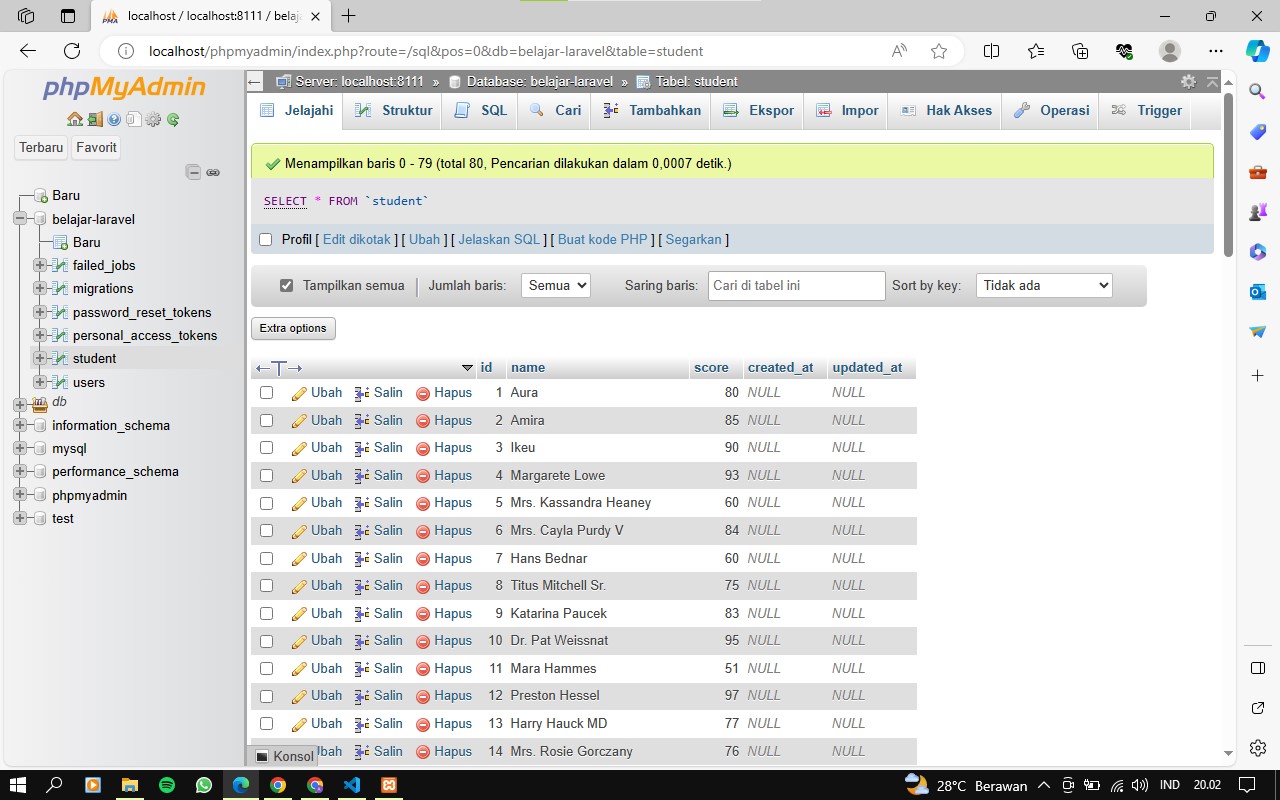 localhost / localhost:8111 / belaj
localhost/phpmyadmin/index.php?route=/sql&pos=0&db=belajar-laravel&table=student
phpMyAdmin
Terbaru Favorit
Baru
belajar-laravel
Baru
failed_jobs
migrations
password_reset_tokens
personal_access_tokens
student
users
db
information_schema
mysql
performance_schema
phpmyadmin
test
Server: localhost:8111 » Database: belajar-laravel » Tabel: student
Jelajahi Struktur SQL Cari Tambahkan Ekspor Impor Hak Akses Operasi Trigger
Menampilkan baris 0 - 79 (total 80, Pencarian dilakukan dalam 0,0007 detik.)
SELECT * FROM `student`
Profil [ Edit dikotak ] [ Ubah ] [ Jelaskan SQL ] [ Buat kode PHP ] [ Segarkan ]
Tampilkan semua Jumlah baris: Semua Saring baris: Cari di tabel ini Sort by key: Tidak ada
Extra options
←T→ id name score created_at updated_at
Ubah Salin Hapus 1 Aura 80 NULL NULL
Ubah Salin Hapus 2 Amira 85 NULL NULL
Ubah Salin Hapus 3 Ikeu 90 NULL NULL
Ubah Salin Hapus 4 Margarete Lowe 93 NULL NULL
Ubah Salin Hapus 5 Mrs. Kassandra Heaney 60 NULL NULL
Ubah Salin Hapus 6 Mrs. Cayla Purdy V 84 NULL NULL
Ubah Salin Hapus 7 Hans Bednar 60 NULL NULL
Ubah Salin Hapus 8 Titus Mitchell Sr. 75 NULL NULL
Ubah Salin Hapus 9 Katarina Paucek 83 NULL NULL
Ubah Salin Hapus 10 Dr. Pat Weissnat 95 NULL NULL
Ubah Salin Hapus 11 Mara Hammes 51 NULL NULL
Ubah Salin Hapus 12 Preston Hessel 97 NULL NULL
Ubah Salin Hapus 13 Harry Hauck MD 77 NULL NULL
Ubah Salin Hapus 14 Mrs. Rosie Gorczany 76 NULL NULL
Konsol
28°C Berawan IND 20.02